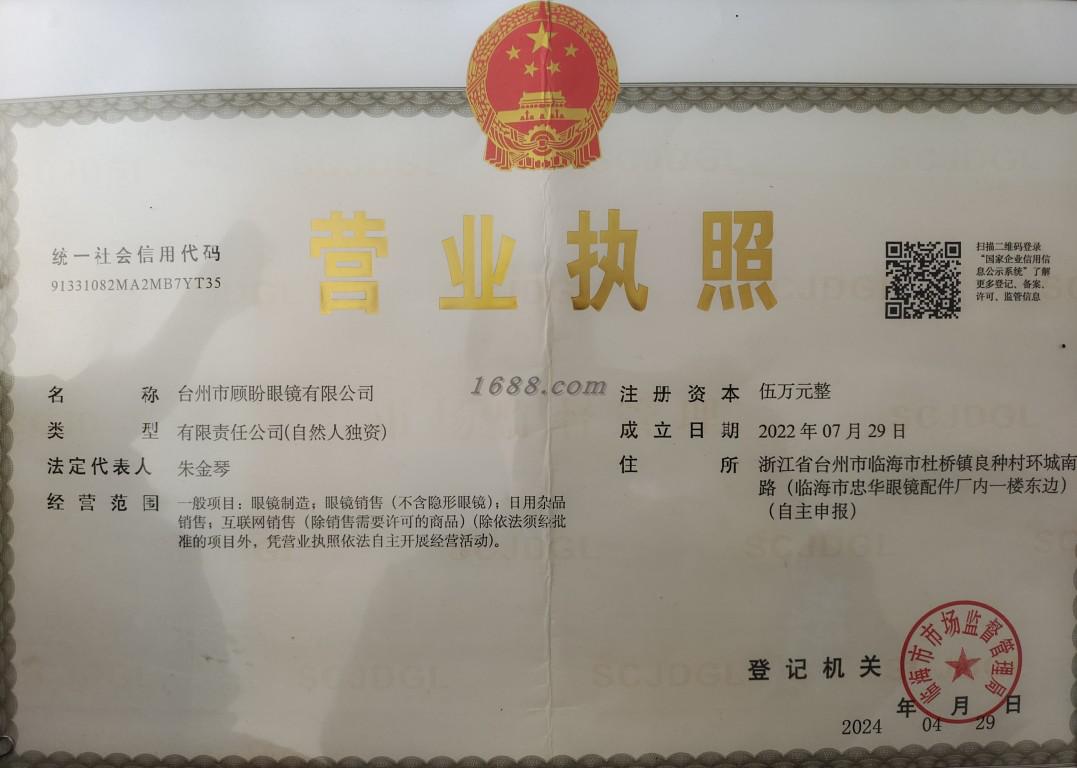 营业执照
统一社会信用代码
91331082MA2MB7YT35
扫描二维码登录
“国家企业信用信
息公示系统”了解
更多登记、备案、
许可、监管信息
1688.com
名称 台州市顾盼眼镜有限公司
类型 有限责任公司(自然人独资)
法定代表人 朱金琴
经营范围 一般项目：眼镜制造；眼镜销售（不含隐形眼镜）；日用杂品
销售；互联网销售（除销售需要许可的商品）(除依法须经批
准的项目外，凭营业执照依法自主开展经营活动)。
注册资本 伍万元整
成立日期 2022年07月29日
住所 浙江省台州市临海市杜桥镇良种村环城南
路（临海市忠华眼镜配件厂内一楼东边）
（自主申报）
登记机关
临海市市场监督管理局
2024年04月29日
SCJDGL
SCJDGL
SCJDGL
SCJDGL